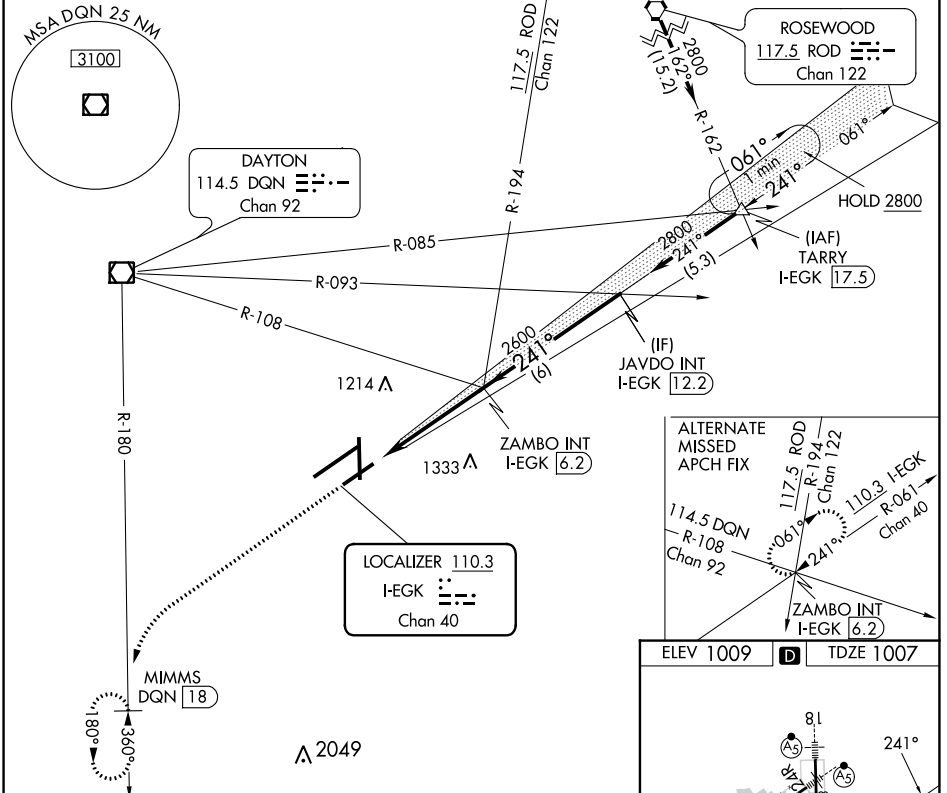 MSA DQN 25 NM
3100
117.5 ROD
Chan 122
R-194
ROSEWOOD
117.5 ROD
Chan 122
2800
162°
(15.2)
R-162
DAYTON
114.5 DQN
Chan 92
061°
1 min
241°
061°
HOLD 2800
(IAF)
TARRY
I-EGK 17.5
R-085
R-093
R-108
R-180
2800
241°
(5.3)
(IF)
JAVDO INT
I-EGK 12.2
2600
241°
(6)
1214
1333
ZAMBO INT
I-EGK 6.2
LOCALIZER 110.3
I-EGK
Chan 40
MIMMS
DQN 18
180°
360°
2049
ALTERNATE
MISSED
APCH FIX
117.5 ROD
R-194
Chan 122
110.3 I-EGK
R-061
Chan 40
114.5 DQN
R-108
Chan 92
061°
241°
ZAMBO INT
I-EGK 6.2
ELEV 1009 D TDZE 1007
18
A5
24R
A5
241°